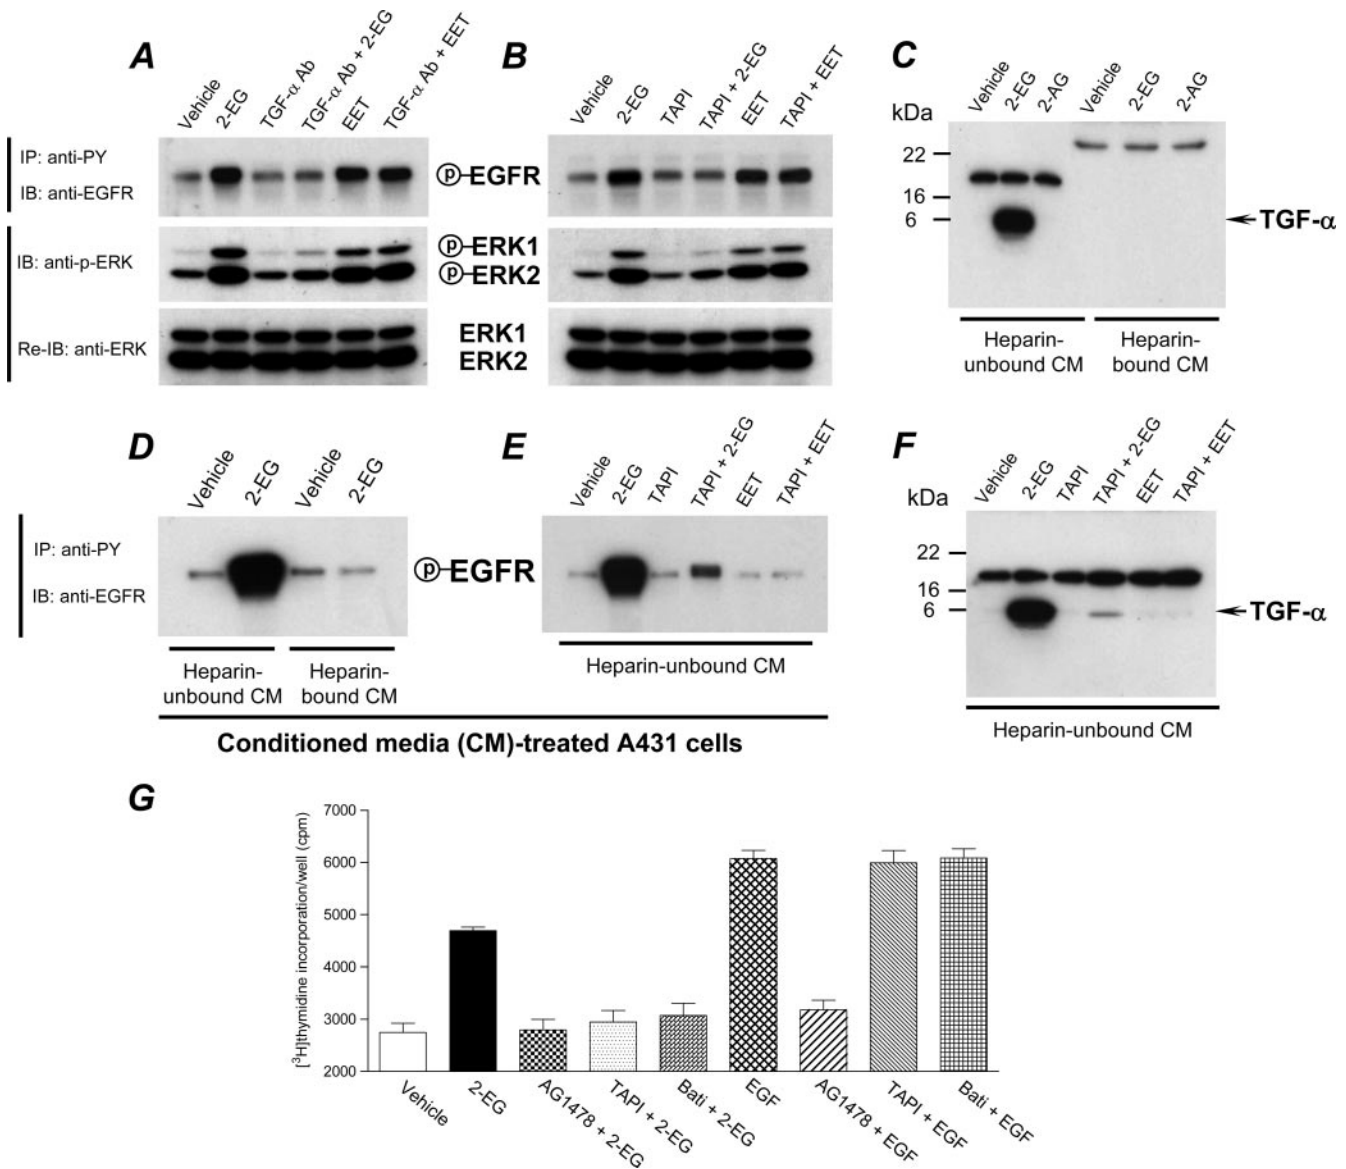 A
Vehicle
2-EG
TGF-α Ab
TGF-α Ab + 2-EG
EET
TGF-α Ab + EET
IP: anti-PY
IB: anti-EGFR
IB: anti-p-ERK
Re-IB: anti-ERK
B
Vehicle
2-EG
TAPI
TAPI + 2-EG
EET
TAPI + EET
p EGFR
p ERK1
p ERK2
ERK1
ERK2
C
Vehicle
2-EG
2-AG
Vehicle
2-EG
2-AG
kDa
22
16
6
TGF-α
Heparin-
unbound CM
Heparin-
bound CM
D
Vehicle
2-EG
Vehicle
2-EG
IP: anti-PY
IB: anti-EGFR
Heparin-
unbound CM
Heparin-
bound CM
p EGFR
E
Vehicle
2-EG
TAPI
TAPI + 2-EG
EET
TAPI + EET
Heparin-unbound CM
Conditioned media (CM)-treated A431 cells
F
Vehicle
2-EG
TAPI
TAPI + 2-EG
EET
TAPI + EET
kDa
22
16
6
TGF-α
Heparin-unbound CM
G
[³H]thymidine incorporation/well (cpm)
7000
6000
5000
4000
3000
2000
Vehicle
2-EG
AG1478 + 2-EG
TAPI + 2-EG
Bati + 2-EG
EGF
AG1478 + EGF
TAPI + EGF
Bati + EGF